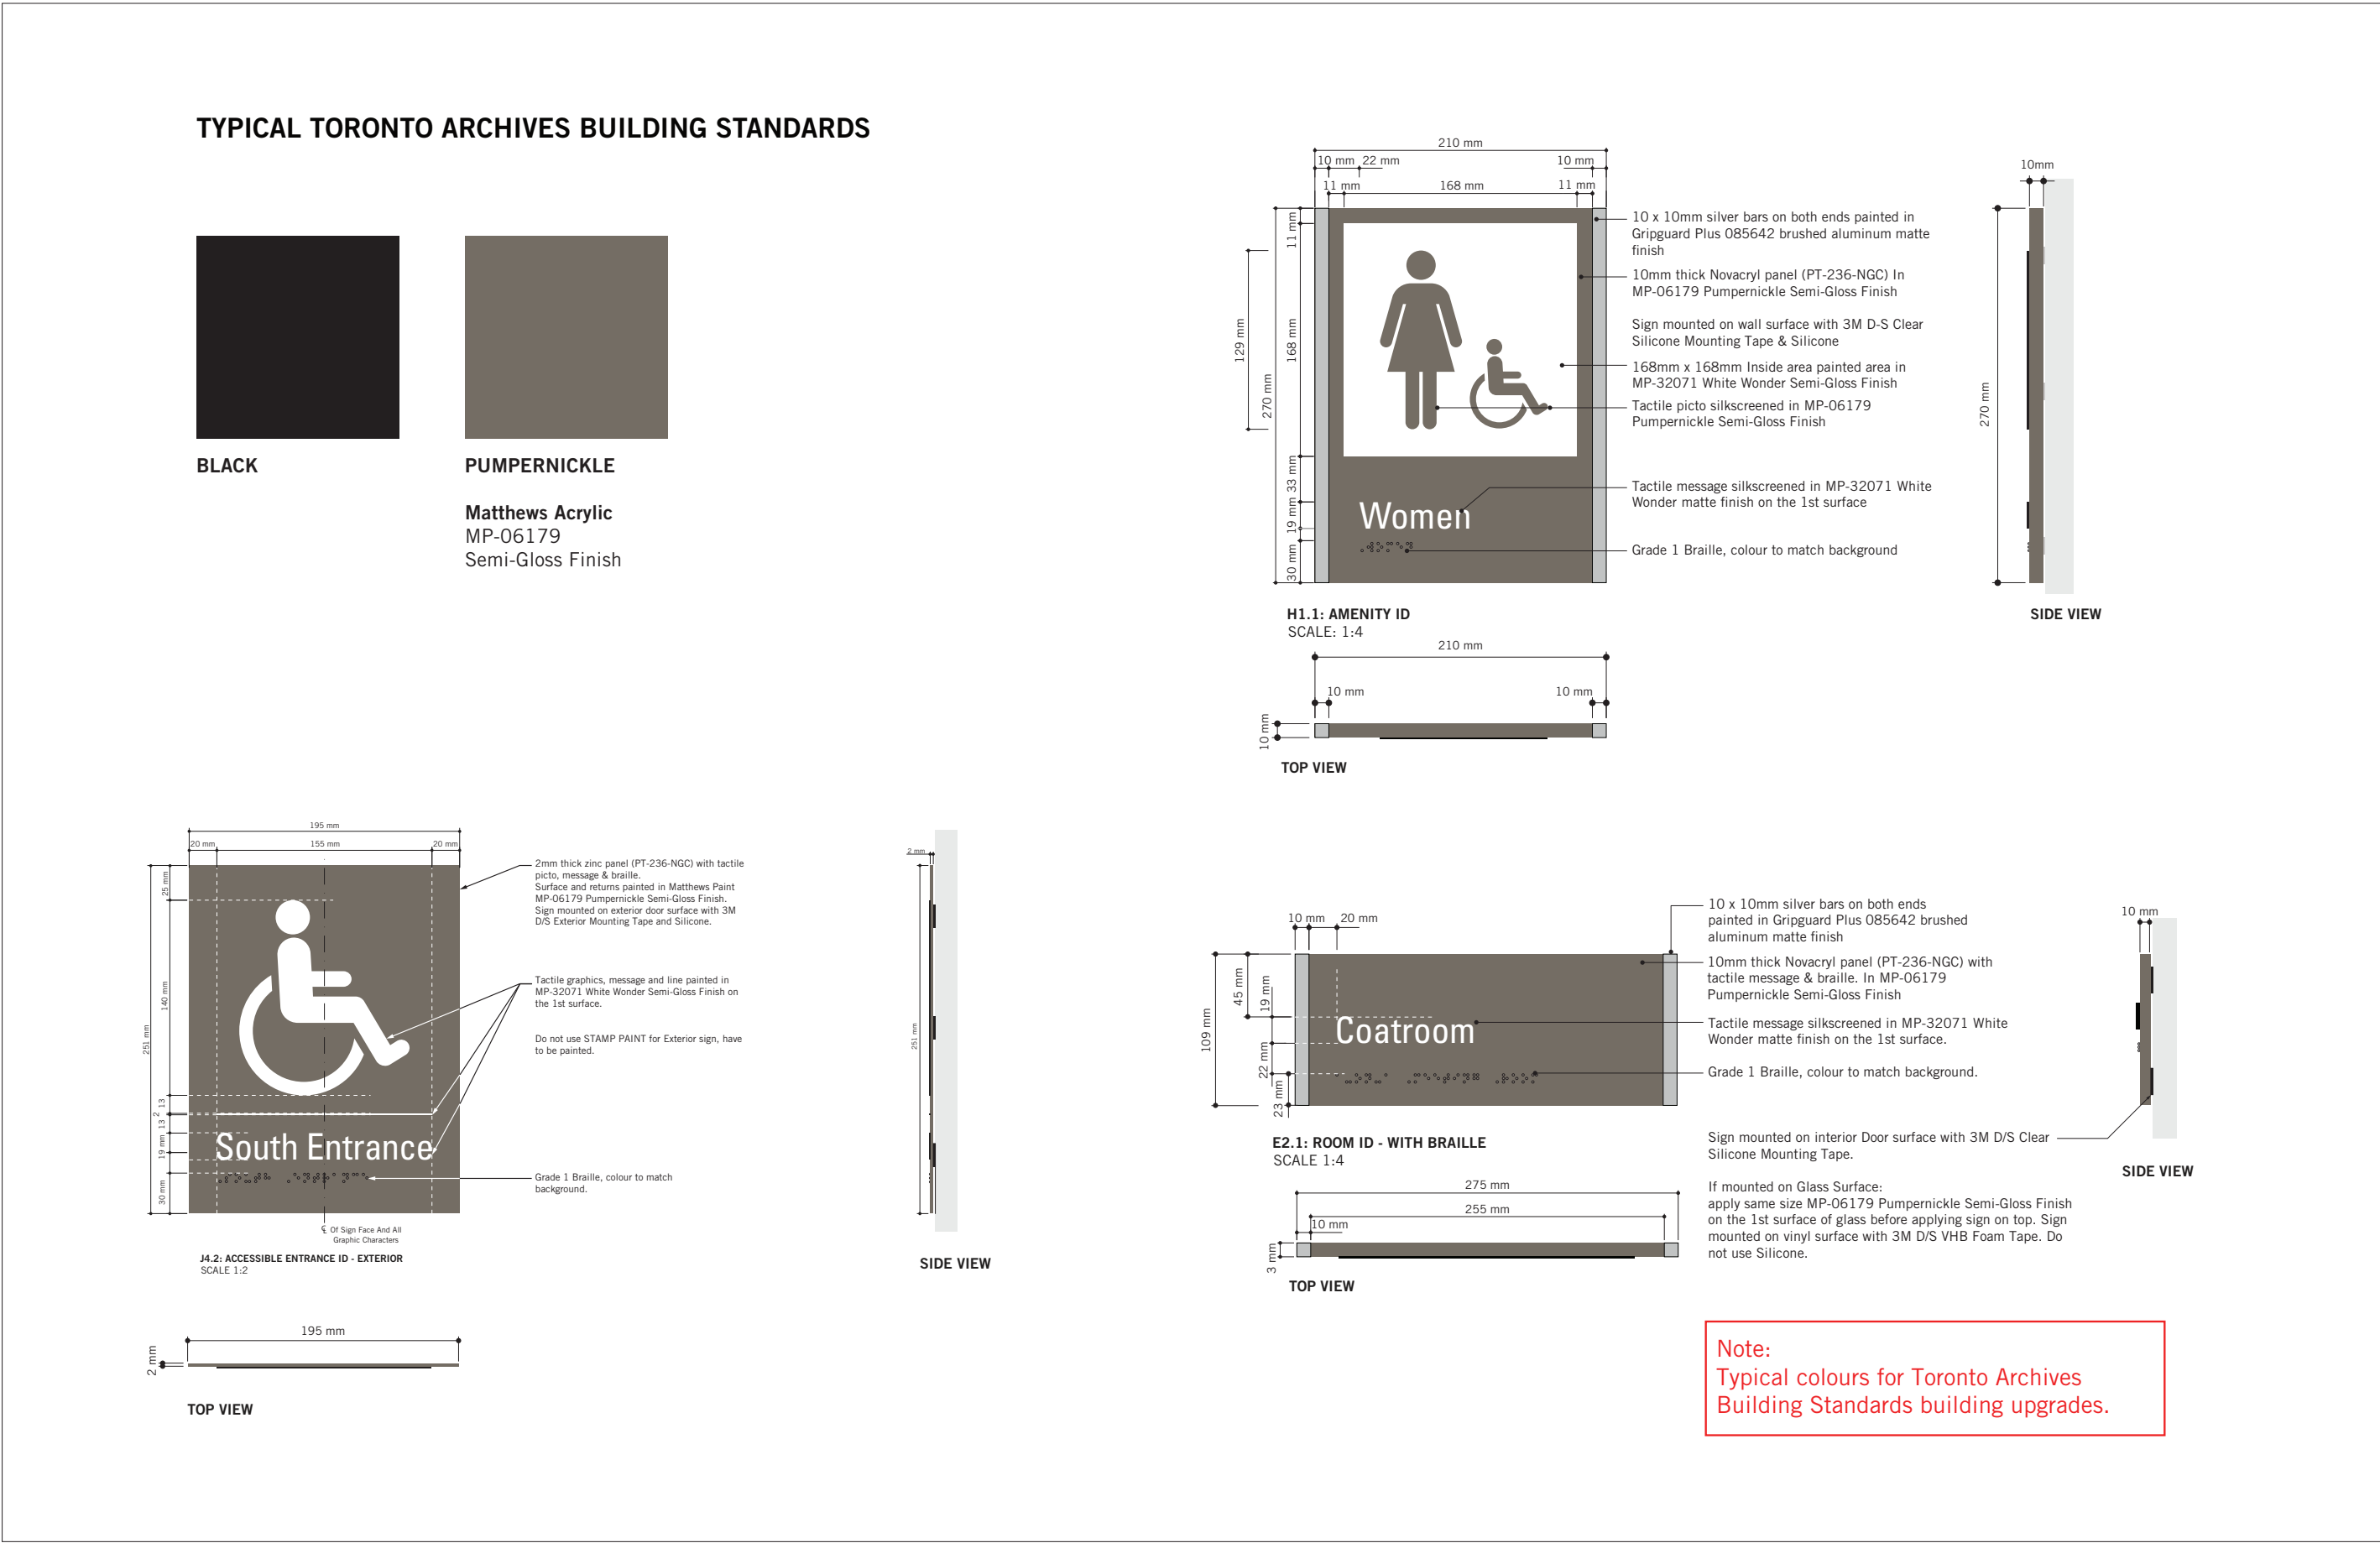 TYPICAL TORONTO ARCHIVES BUILDING STANDARDS
BLACK
PUMPERNICKLE
Matthews Acrylic
MP-06179
Semi-Gloss Finish
210 mm
10 mm 22 mm
10 mm
11 mm
168 mm
11 mm
11 mm
129 mm
168 mm
270 mm
33 mm
19 mm
30 mm
Women
10 x 10mm silver bars on both ends painted in
Gripguard Plus 085642 brushed aluminum matte
finish
10mm thick Novacryl panel (PT-236-NGC) In
MP-06179 Pumpernickle Semi-Gloss Finish
Sign mounted on wall surface with 3M D-S Clear
Silicone Mounting Tape & Silicone
168mm x 168mm Inside area painted area in
MP-32071 White Wonder Semi-Gloss Finish
Tactile picto silkscreened in MP-06179
Pumpernickle Semi-Gloss Finish
Tactile message silkscreened in MP-32071 White
Wonder matte finish on the 1st surface
Grade 1 Braille, colour to match background
H1.1: AMENITY ID
SCALE: 1:4
10mm
270 mm
SIDE VIEW
210 mm
10 mm
10 mm
10 mm
TOP VIEW
195 mm
20 mm
155 mm
20 mm
25 mm
140 mm
251 mm
13
2
13
19 mm
30 mm
South Entrance
2mm thick zinc panel (PT-236-NGC) with tactile
picto, message & braille.
Surface and returns painted in Matthews Paint
MP-06179 Pumpernickle Semi-Gloss Finish.
Sign mounted on exterior door surface with 3M
D/S Exterior Mounting Tape and Silicone.
Tactile graphics, message and line painted in
MP-32071 White Wonder Semi-Gloss Finish on
the 1st surface.
Do not use STAMP PAINT for Exterior sign, have
to be painted.
Grade 1 Braille, colour to match
background.
℄ Of Sign Face And All
Graphic Characters
J4.2: ACCESSIBLE ENTRANCE ID - EXTERIOR
SCALE 1:2
2 mm
251 mm
SIDE VIEW
195 mm
2 mm
TOP VIEW
10 mm 20 mm
45 mm
19 mm
109 mm
22 mm
23 mm
Coatroom
10 x 10mm silver bars on both ends
painted in Gripguard Plus 085642 brushed
aluminum matte finish
10mm thick Novacryl panel (PT-236-NGC) with
tactile message & braille. In MP-06179
Pumpernickle Semi-Gloss Finish
Tactile message silkscreened in MP-32071 White
Wonder matte finish on the 1st surface.
Grade 1 Braille, colour to match background.
E2.1: ROOM ID - WITH BRAILLE
SCALE 1:4
Sign mounted on interior Door surface with 3M D/S Clear
Silicone Mounting Tape.
If mounted on Glass Surface:
apply same size MP-06179 Pumpernickle Semi-Gloss Finish
on the 1st surface of glass before applying sign on top. Sign
mounted on vinyl surface with 3M D/S VHB Foam Tape. Do
not use Silicone.
10 mm
SIDE VIEW
275 mm
255 mm
10 mm
3 mm
TOP VIEW
Note:
Typical colours for Toronto Archives
Building Standards building upgrades.